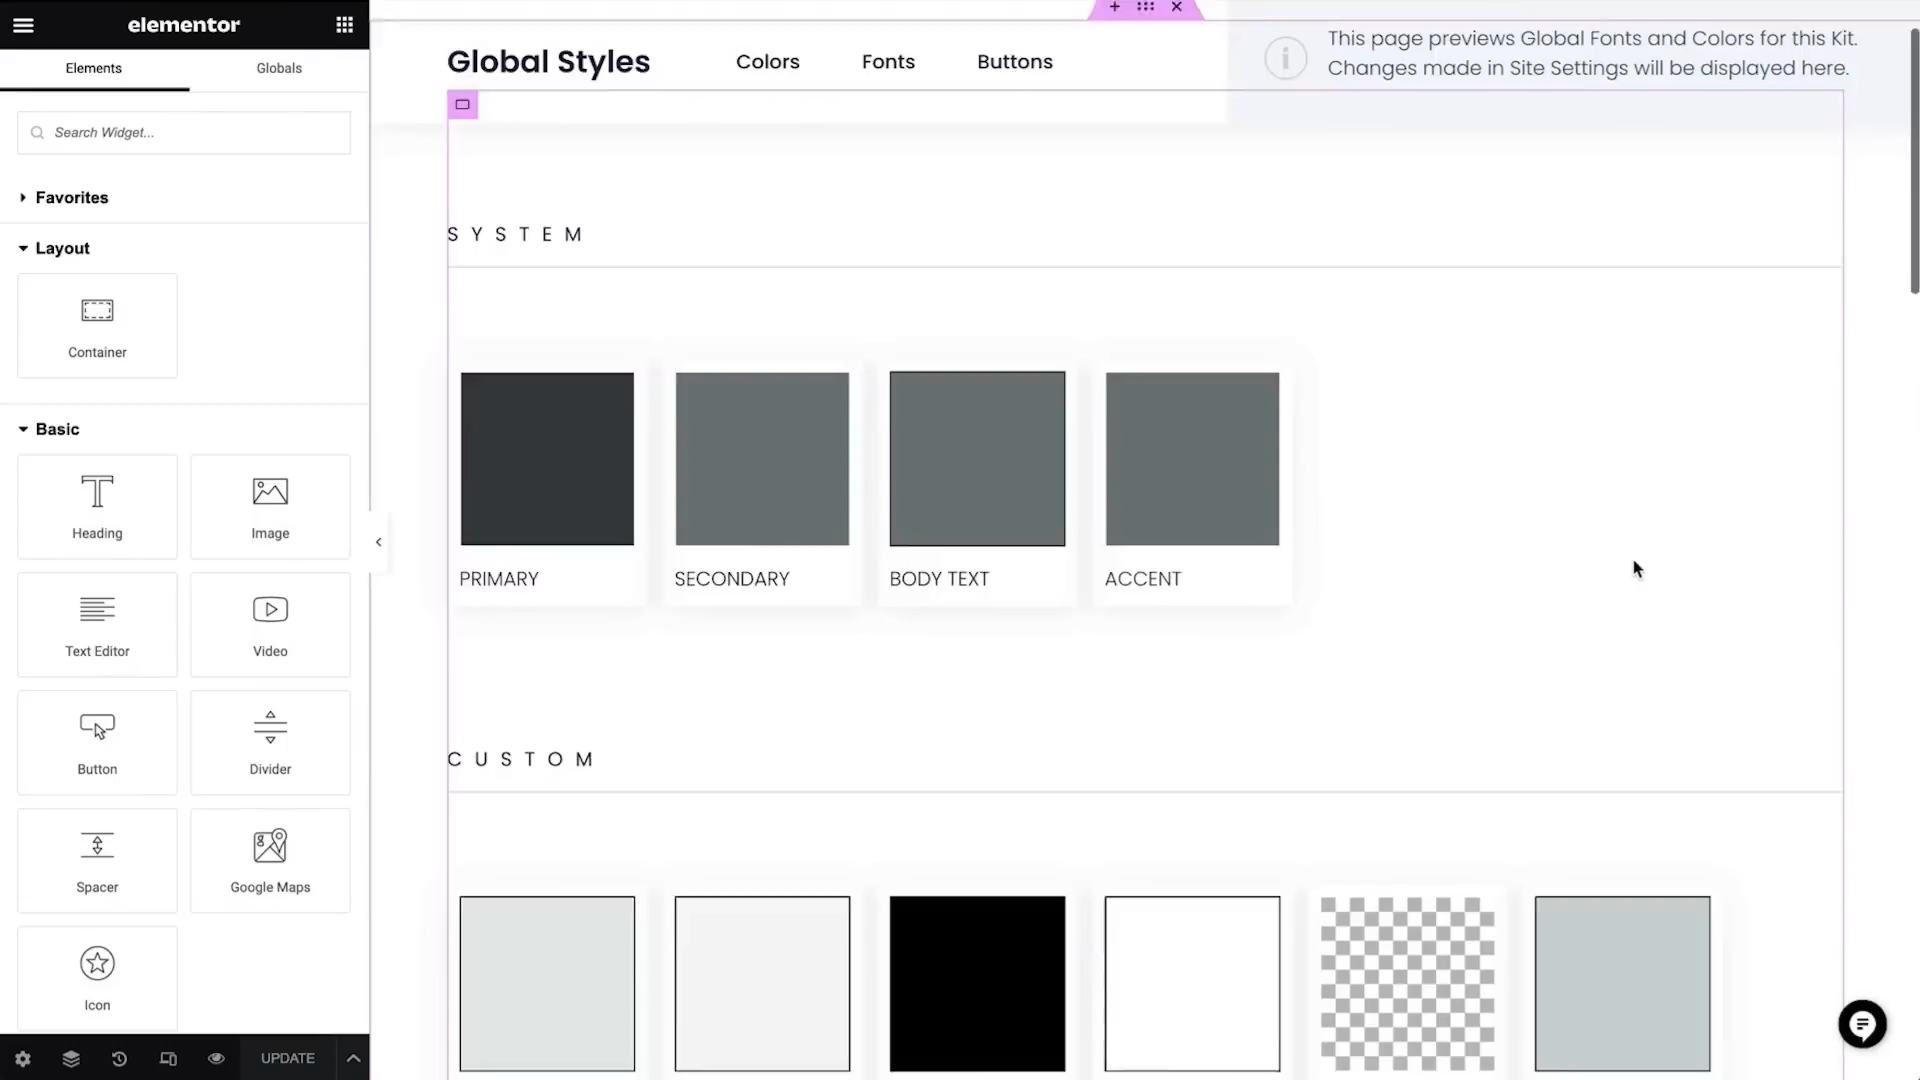 elementor
Elements
Globals
Search Widget...
Favorites
Layout
Container
Basic
Heading
Image
Text Editor
Video
Button
Divider
Spacer
Google Maps
Icon
UPDATE
Global Styles
Colors
Fonts
Buttons
This page previews Global Fonts and Colors for this Kit.
Changes made in Site Settings will be displayed here.
SYSTEM
PRIMARY
SECONDARY
BODY TEXT
ACCENT
CUSTOM